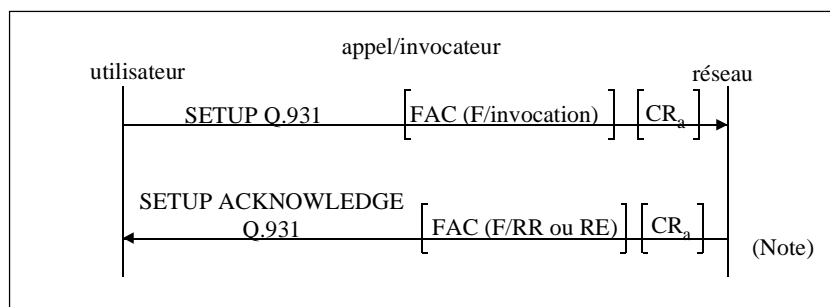 appel/invocateur
utilisateur réseau
SETUP Q.931 [FAC (F/invocation)] [CRa]
SETUP ACKNOWLEDGE
Q.931 [FAC (F/RR ou RE)] [CRa]
(Note)